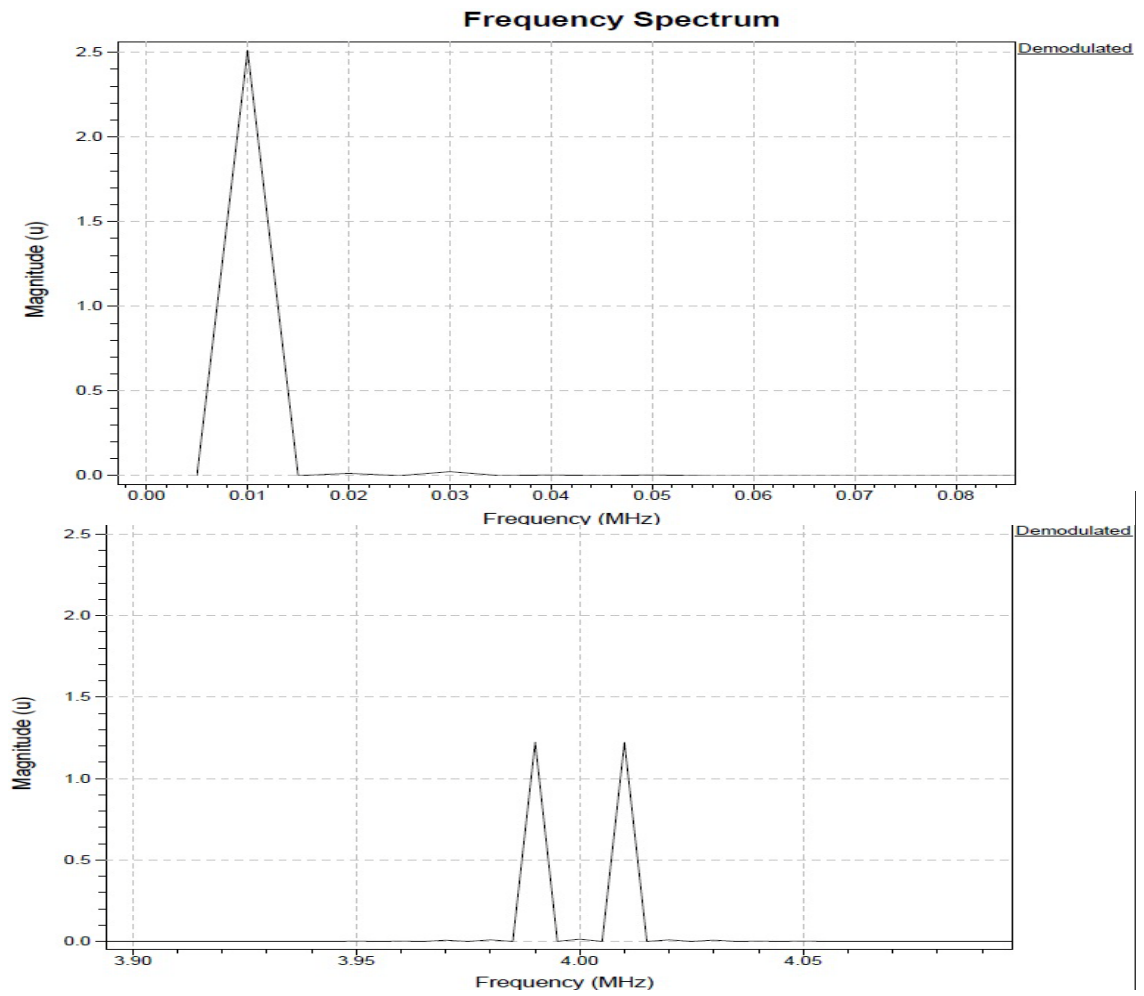 Frequency Spectrum
Demodulated
Magnitude (u)
2.5
2.0
1.5
1.0
0.5
0.0
0.00 0.01 0.02 0.03 0.04 0.05 0.06 0.07 0.08
Frequency (MHz)
Demodulated
Magnitude (u)
2.5
2.0
1.5
1.0
0.5
0.0
3.90 3.95 4.00 4.05
Frequency (MHz)